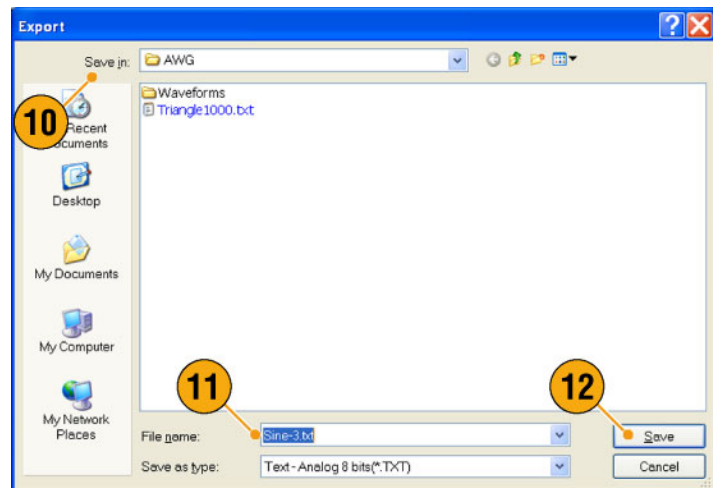 Export
Save in: AWG
10
Recent
Documents
Desktop
My Documents
My Computer
My Network
Places
Waveforms
Triangle1000.txt
11
12
File name: Sine-3.txt Save
Save as type: Text - Analog 8 bits(*.TXT) Cancel